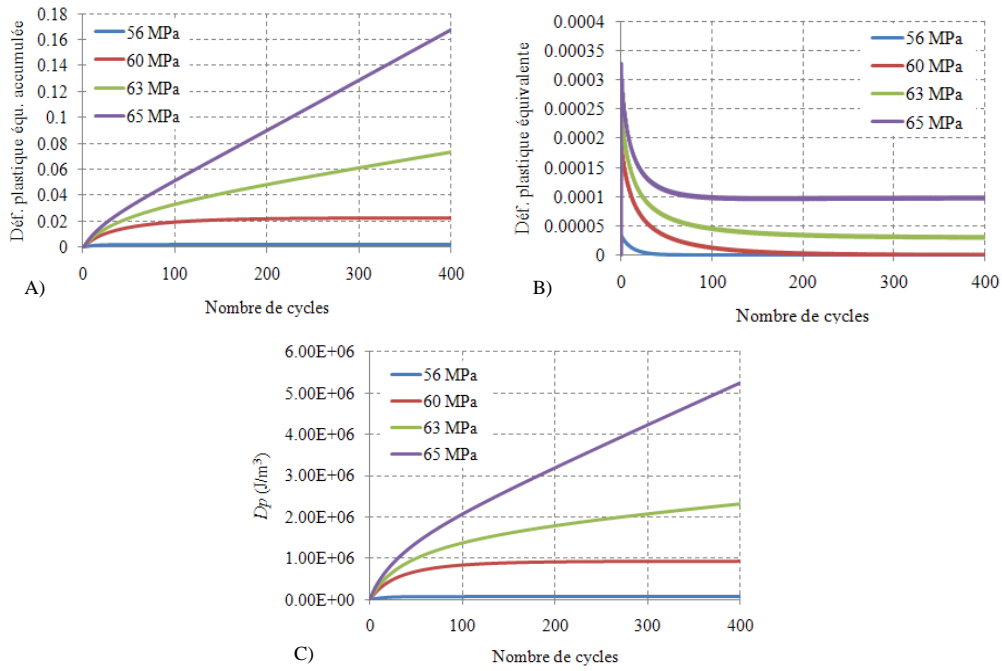 A)
Déf. plastique équ. accumulée
0.18
0.16
0.14
0.12
0.1
0.08
0.06
0.04
0.02
0
56 MPa
60 MPa
63 MPa
65 MPa
0 100 200 300 400
Nombre de cycles
B)
Déf. plastique équivalente
0.0004
0.00035
0.0003
0.00025
0.0002
0.00015
0.0001
0.00005
0
56 MPa
60 MPa
63 MPa
65 MPa
0 100 200 300 400
Nombre de cycles
C)
Dp (J/m³)
6.00E+06
5.00E+06
4.00E+06
3.00E+06
2.00E+06
1.00E+06
0.00E+00
56 MPa
60 MPa
63 MPa
65 MPa
0 100 200 300 400
Nombre de cycles